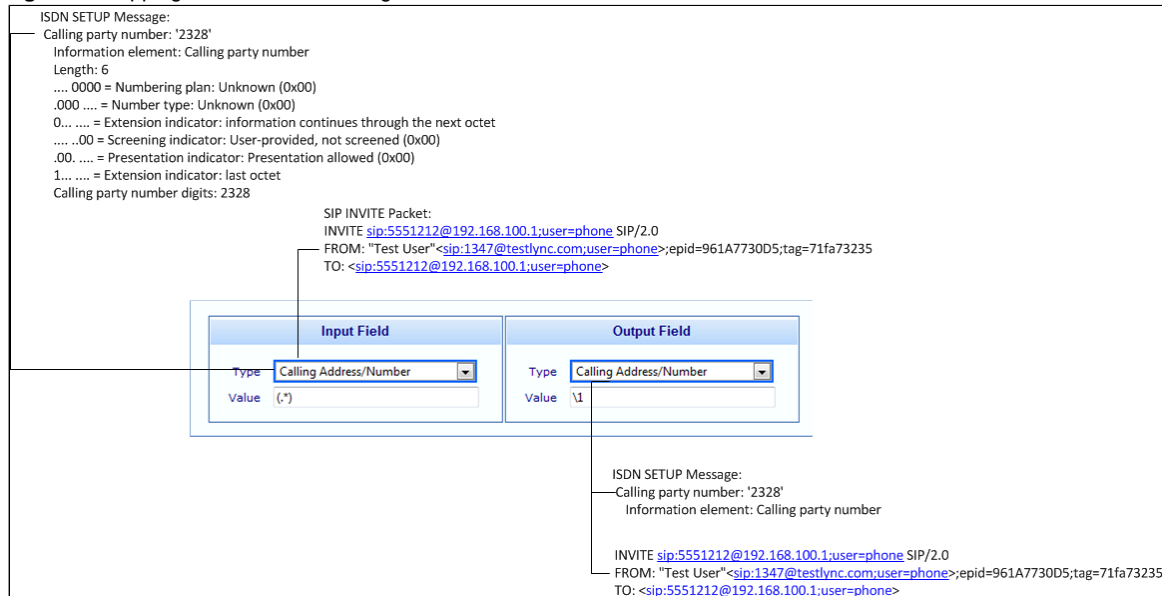 ISDN SETUP Message:
Calling party number: '2328'
Information element: Calling party number
Length: 6
.... 0000 = Numbering plan: Unknown (0x00)
.000 .... = Number type: Unknown (0x00)
0... .... = Extension indicator: information continues through the next octet
.... ..00 = Screening indicator: User-provided, not screened (0x00)
.00. .... = Presentation indicator: Presentation allowed (0x00)
1... .... = Extension indicator: last octet
Calling party number digits: 2328
SIP INVITE Packet:
INVITE sip:5551212@192.168.100.1;user=phone SIP/2.0
FROM: "Test User"<sip:1347@testlync.com;user=phone>;epid=961A7730D5;tag=71fa73235
TO: <sip:5551212@192.168.100.1;user=phone>
Input Field
Type Calling Address/Number
Value (.*)
Output Field
Type Calling Address/Number
Value \1
ISDN SETUP Message:
Calling party number: '2328'
Information element: Calling party number
INVITE sip:5551212@192.168.100.1;user=phone SIP/2.0
FROM: "Test User"<sip:1347@testlync.com;user=phone>;epid=961A7730D5;tag=71fa73235
TO: <sip:5551212@192.168.100.1;user=phone>